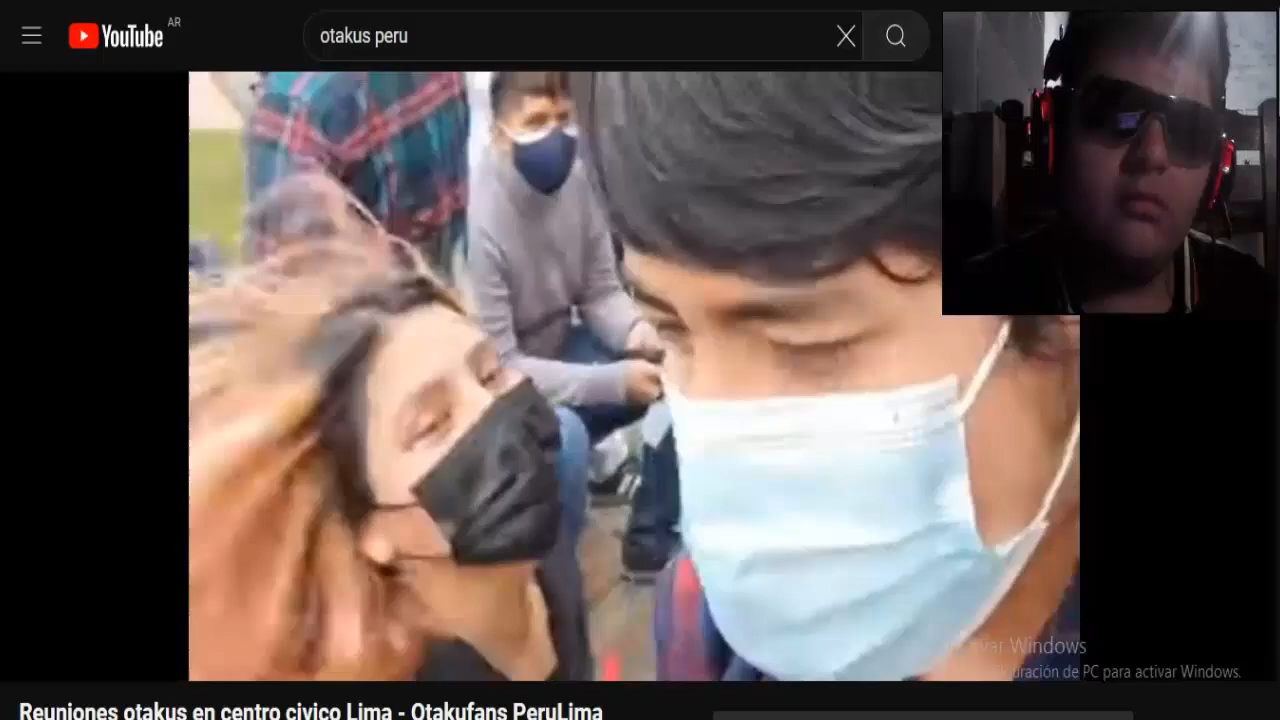 YouTube AR
otakus peru
var Windows
uración de PC para activar Windows.
Reuniones otakus en centro civico Lima - Otakufans PeruLima